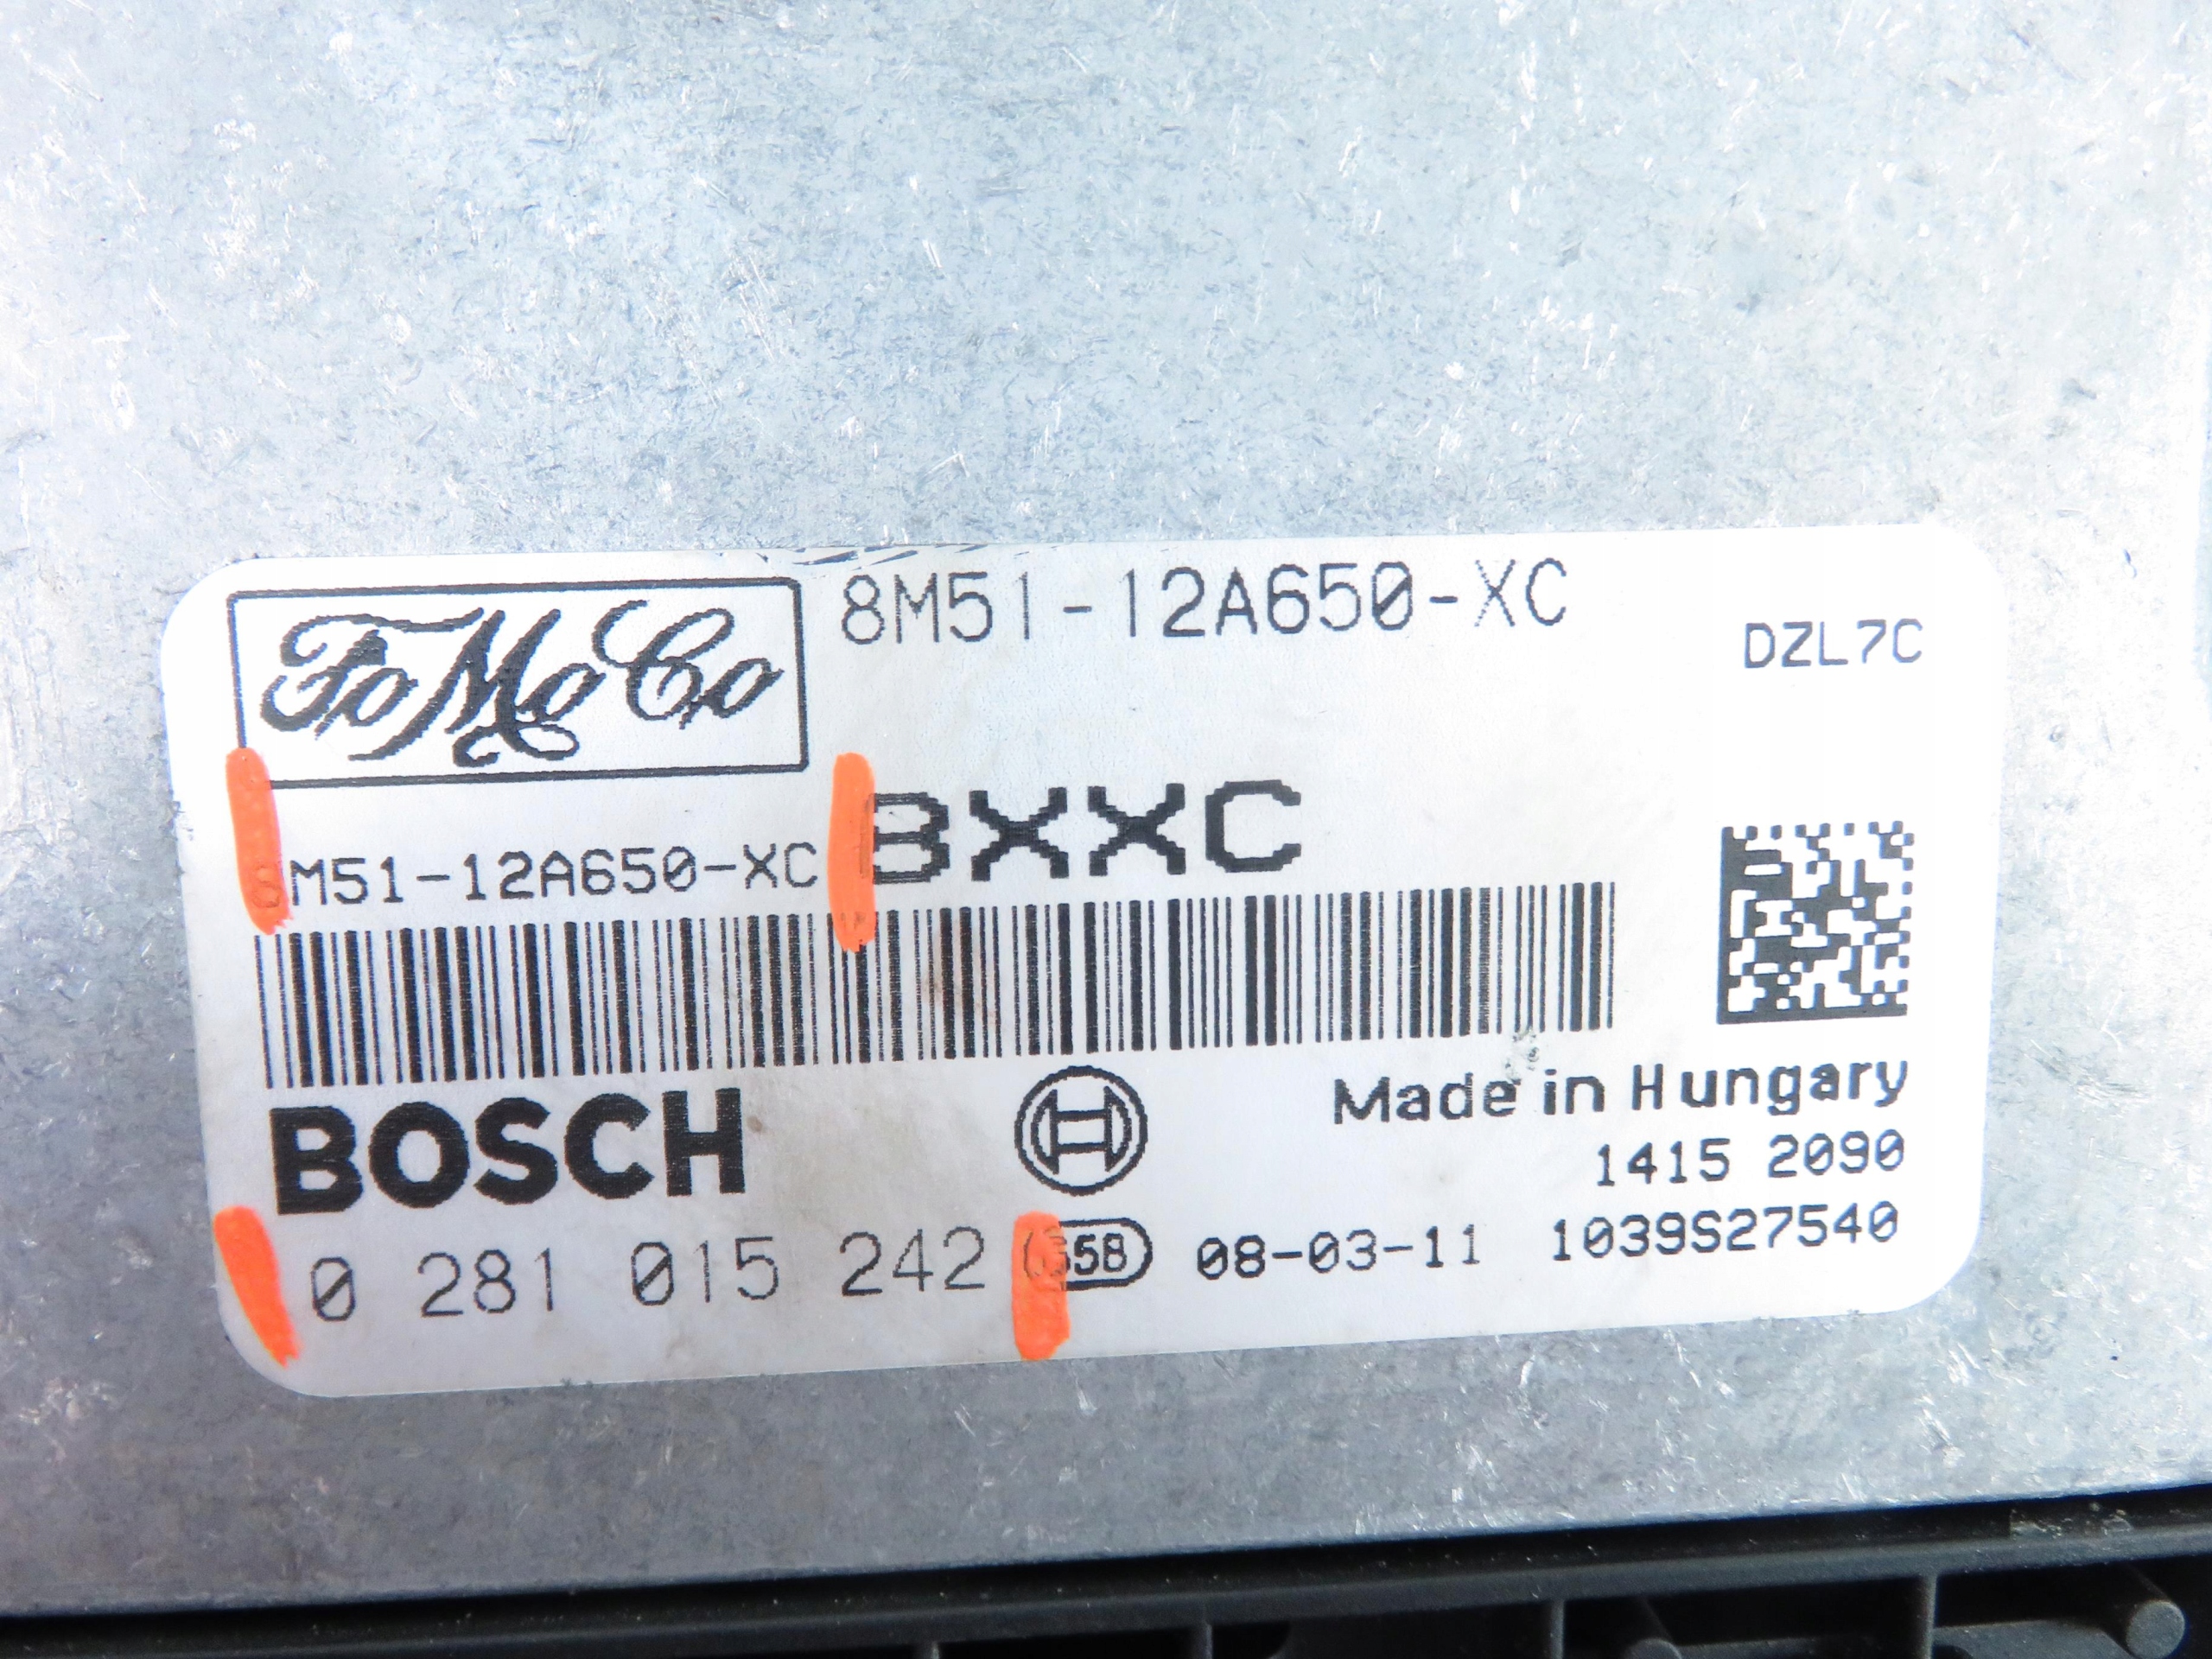 FoMoCo
8M51-12A650-XC
DZL7C
8M51-12A650-XC
BXXC
BOSCH
Made in Hungary
1415 2090
0 281 015 242
08-03-11
1039S27540